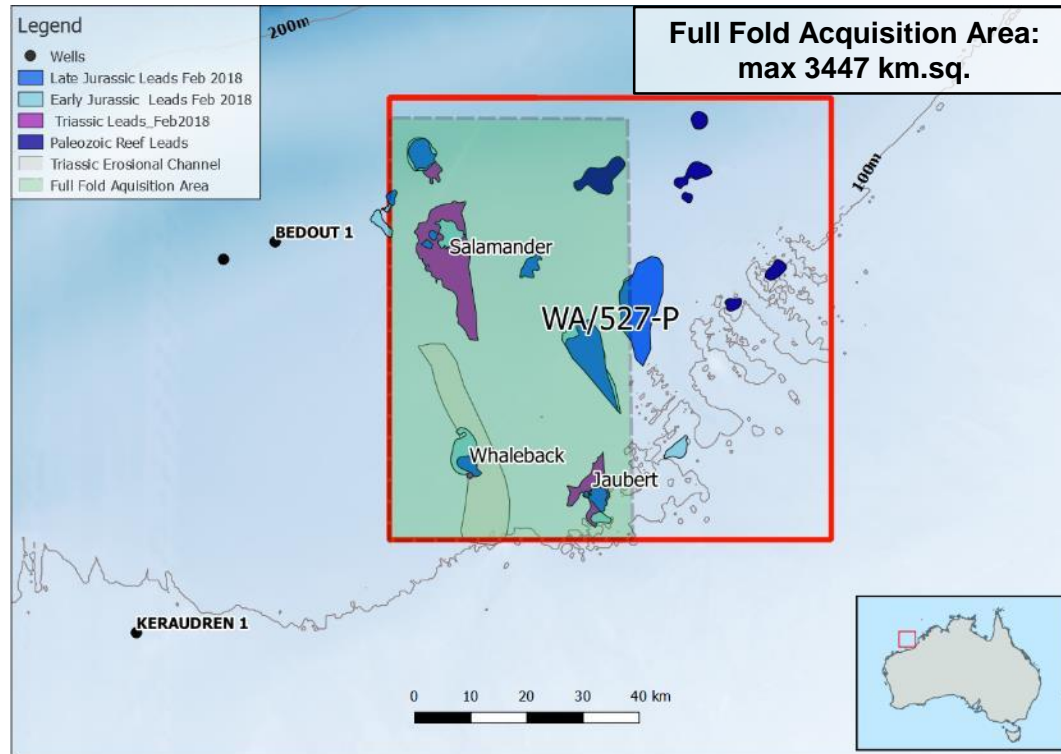 Legend
Wells
Late Jurassic Leads Feb 2018
Early Jurassic Leads Feb 2018
Triassic Leads_Feb2018
Paleozoic Reef Leads
Triassic Erosional Channel
Full Fold Aquisition Area
200m
Full Fold Acquisition Area:
max 3447 km.sq.
100m
BEDOUT 1
Salamander
WA/527-P
Whaleback
Jaubert
KERAUDREN 1
0 10 20 30 40 km